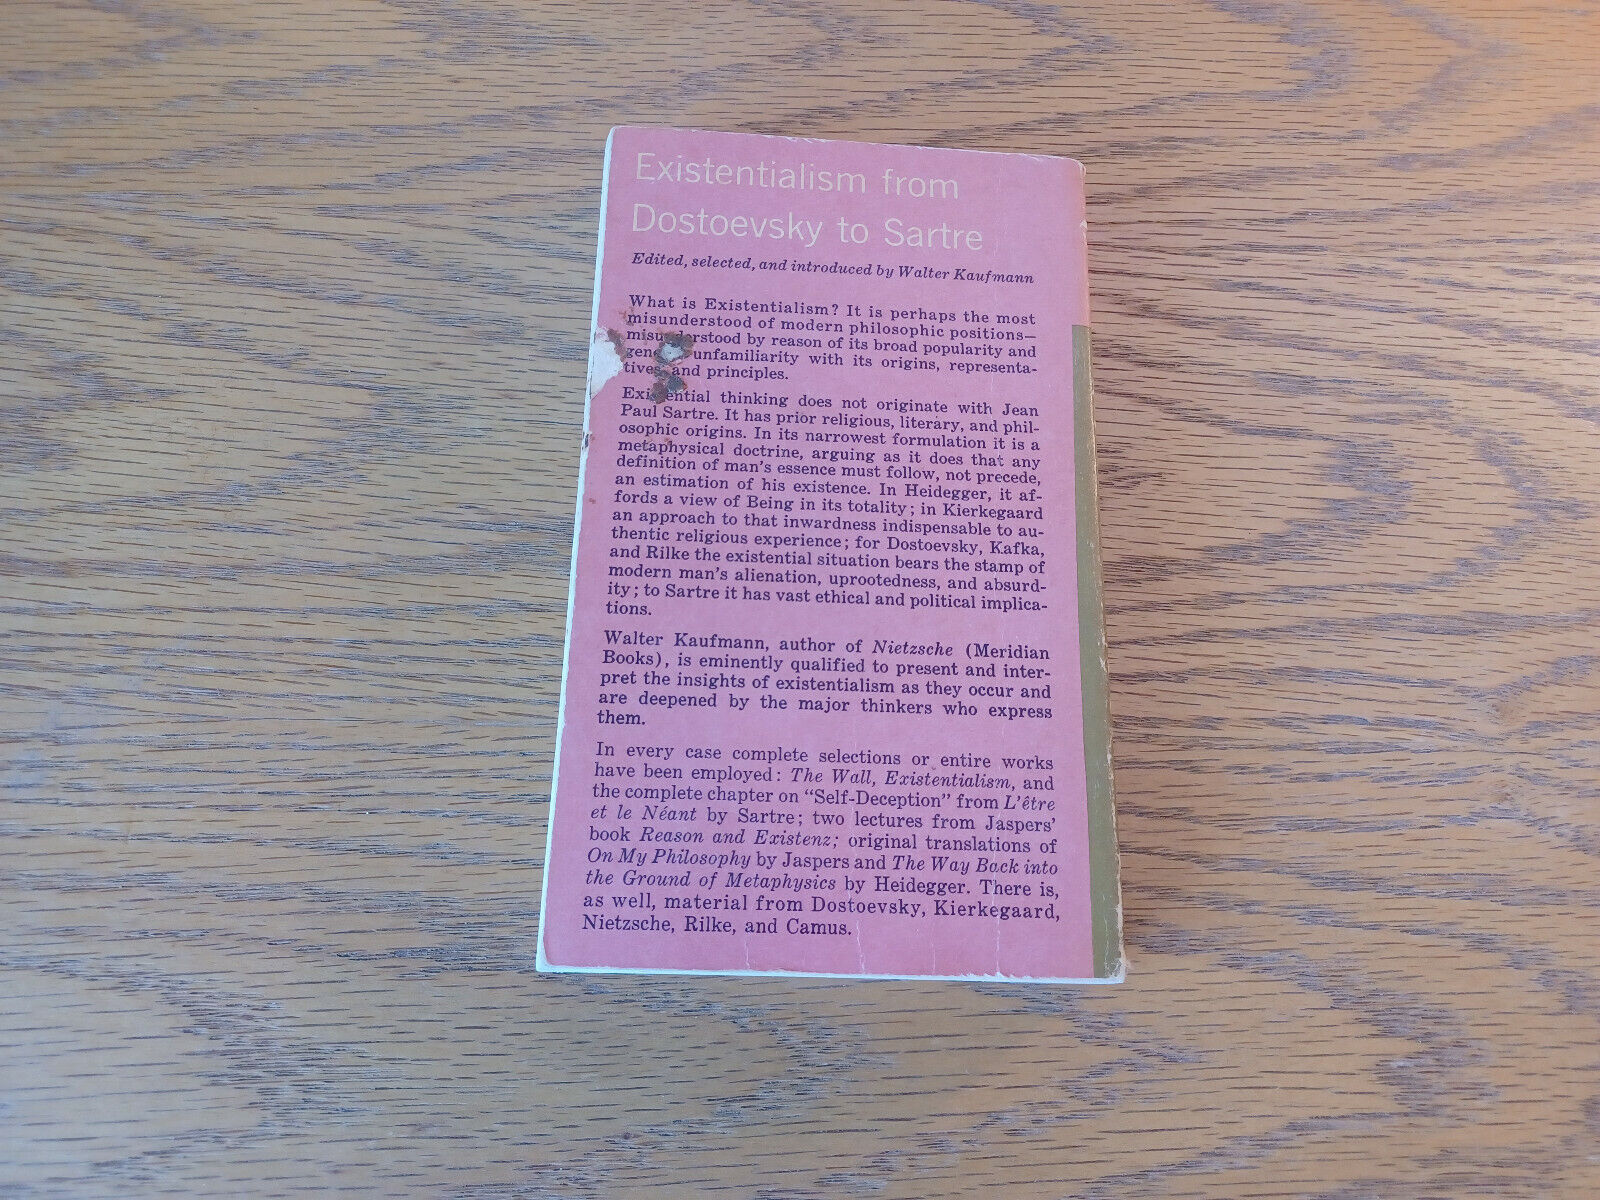 Existentialism from
Dostoevsky to Sartre
Edited, selected, and introduced by Walter Kaufmann
What is Existentialism? It is perhaps the most
misunderstood of modern philosophic positions—
misunderstood by reason of its broad popularity and
unfamiliarity with its origins, representa-
tives and principles.
Existential thinking does not originate with Jean
Paul Sartre. It has prior religious, literary, and phil-
osophic origins. In its narrowest formulation it is a
metaphysical doctrine, arguing as it does that any
definition of man's essence must follow, not precede,
an estimation of his existence. In Heidegger, it af-
fords a view of Being in its totality; in Kierkegaard
an approach to that inwardness indispensable to au-
thentic religious experience; for Dostoevsky, Kafka,
and Rilke the existential situation bears the stamp of
modern man's alienation, uprootedness, and absurd-
ity; to Sartre it has vast ethical and political implica-
tions.
Walter Kaufmann, author of Nietzsche (Meridian
Books), is eminently qualified to present and inter-
pret the insights of existentialism as they occur and
are deepened by the major thinkers who express
them.
In every case complete selections or entire works
have been employed: The Wall, Existentialism, and
the complete chapter on "Self-Deception" from L'être
et le Néant by Sartre; two lectures from Jaspers'
book Reason and Existenz; original translations of
On My Philosophy by Jaspers and The Way Back into
the Ground of Metaphysics by Heidegger. There is,
as well, material from Dostoevsky, Kierkegaard,
Nietzsche, Rilke, and Camus.